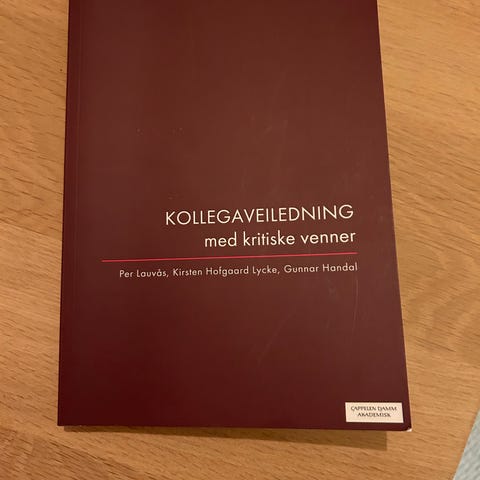 KOLLEGAVEILEDNING
med kritiske venner
Per Lauvås, Kirsten Hofgaard Lycke, Gunnar Handal
CAPPELEN DAMM
AKADEMISK